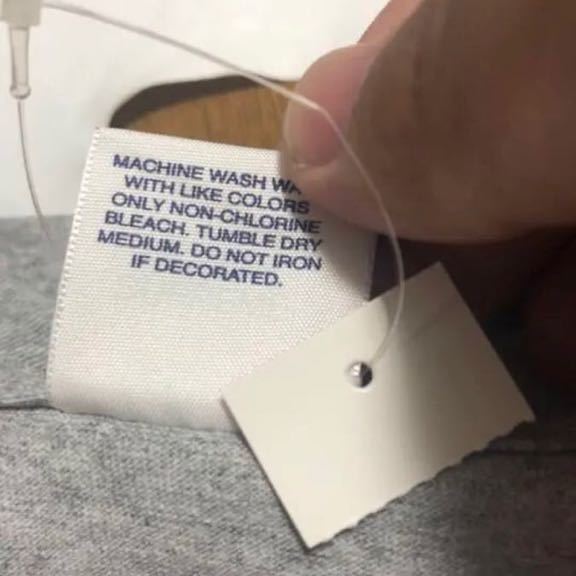 MACHINE WASH
WITH LIKE COLORS
ONLY NON-CHLORINE
BLEACH. TUMBLE DRY
MEDIUM. DO NOT IRON
IF DECORATED.